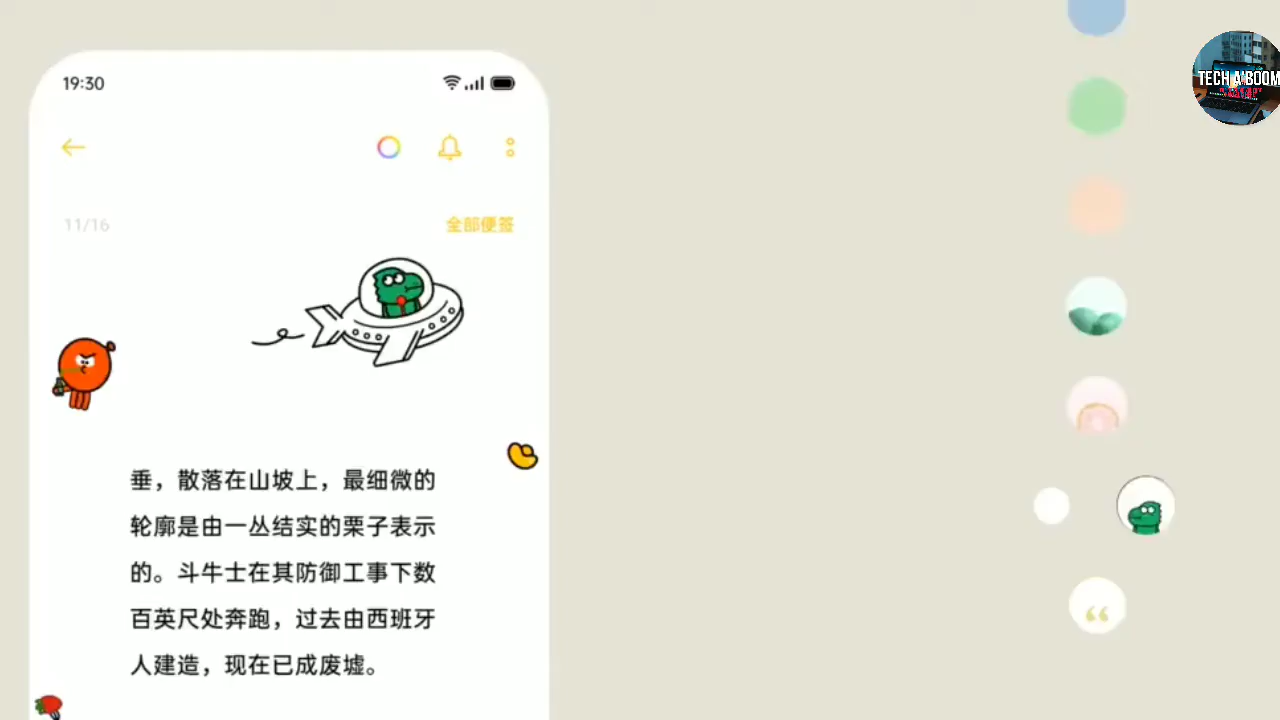 19:30
TECH A'BOOM
11/16
全部便签
垂，散落在山坡上，最细微的
轮廓是由一丛结实的栗子表示
的。斗牛士在其防御工事下数
百英尺处奔跑，过去由西班牙
人建造，现在已成废墟。